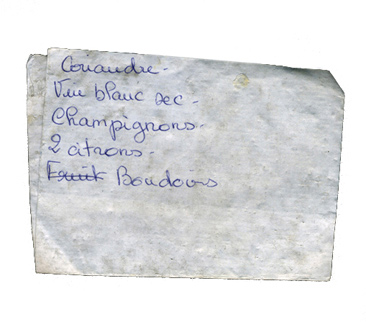 Coriandre -
Vin blanc sec -
Champignons -
2 citrons -
Boudoirs